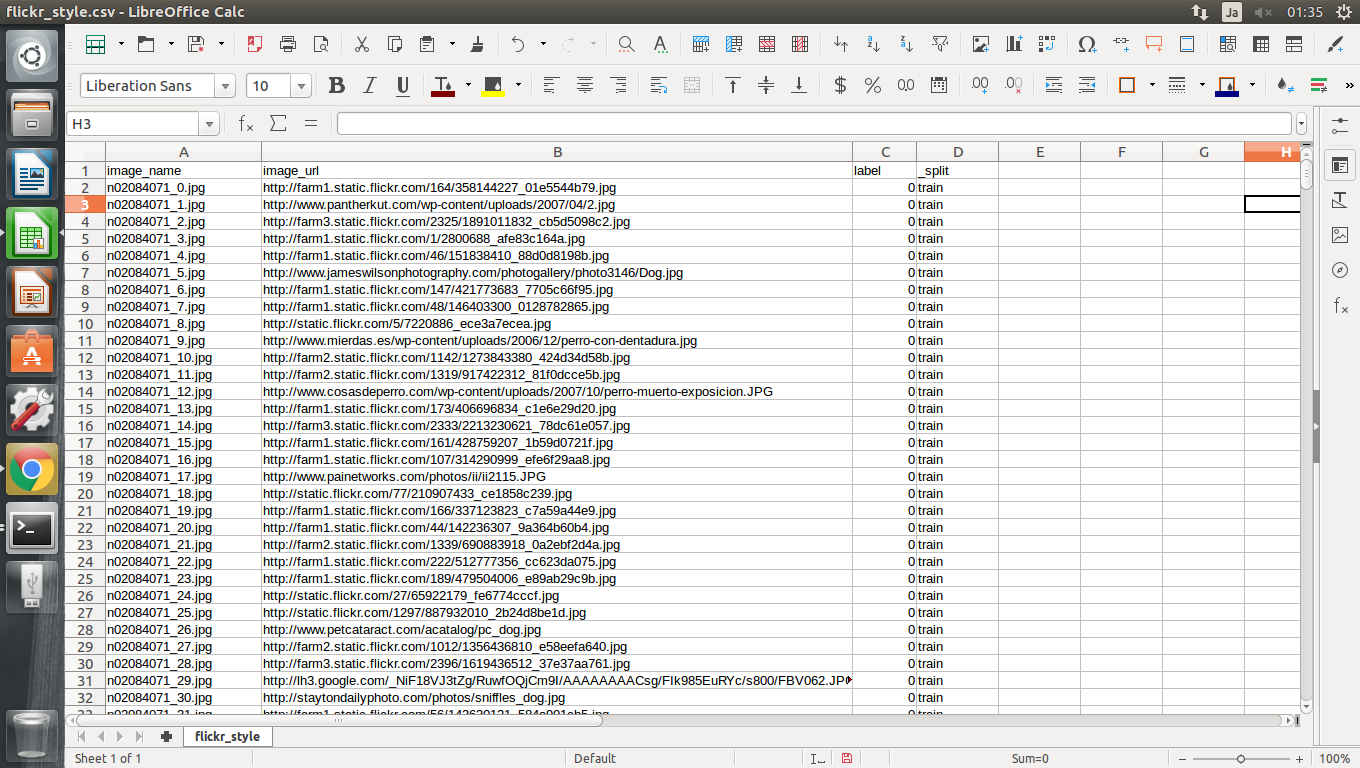 flickr_style.csv - LibreOffice Calc
Ja
01:35
Liberation Sans
10
H3
A B C D E F G H
1 image_name image_url label _split
2 n02084071_0.jpg http://farm1.static.flickr.com/164/358144227_01e5544b79.jpg 0 train
3 n02084071_1.jpg http://www.pantherkut.com/wp-content/uploads/2007/04/2.jpg 0 train
4 n02084071_2.jpg http://farm3.static.flickr.com/2325/1891011832_cb5d5098c2.jpg 0 train
5 n02084071_3.jpg http://farm1.static.flickr.com/1/2800688_afe83c164a.jpg 0 train
6 n02084071_4.jpg http://farm1.static.flickr.com/46/151838410_88d0d8198b.jpg 0 train
7 n02084071_5.jpg http://www.jameswilsonphotography.com/photogallery/photo3146/Dog.jpg 0 train
8 n02084071_6.jpg http://farm1.static.flickr.com/147/421773683_7705c66f95.jpg 0 train
9 n02084071_7.jpg http://farm1.static.flickr.com/48/146403300_0128782865.jpg 0 train
10 n02084071_8.jpg http://static.flickr.com/5/7220886_ece3a7ecea.jpg 0 train
11 n02084071_9.jpg http://www.mierdas.es/wp-content/uploads/2006/12/perro-con-dentadura.jpg 0 train
12 n02084071_10.jpg http://farm2.static.flickr.com/1142/1273843380_424d34d58b.jpg 0 train
13 n02084071_11.jpg http://farm2.static.flickr.com/1319/917422312_81f0dcce5b.jpg 0 train
14 n02084071_12.jpg http://www.cosasdeperro.com/wp-content/uploads/2007/10/perro-muerto-exposicion.JPG 0 train
15 n02084071_13.jpg http://farm1.static.flickr.com/173/406696834_c1e6e29d20.jpg 0 train
16 n02084071_14.jpg http://farm3.static.flickr.com/2333/2213230621_78dc61e057.jpg 0 train
17 n02084071_15.jpg http://farm1.static.flickr.com/161/428759207_1b59d0721f.jpg 0 train
18 n02084071_16.jpg http://farm1.static.flickr.com/107/314290999_efe6f29aa8.jpg 0 train
19 n02084071_17.jpg http://www.painetworks.com/photos/ii/ii2115.JPG 0 train
20 n02084071_18.jpg http://static.flickr.com/77/210907433_ce1858c239.jpg 0 train
21 n02084071_19.jpg http://farm1.static.flickr.com/166/337123823_c7a59a44e9.jpg 0 train
22 n02084071_20.jpg http://farm1.static.flickr.com/44/142236307_9a364b60b4.jpg 0 train
23 n02084071_21.jpg http://farm2.static.flickr.com/1339/690883918_0a2ebf2d4a.jpg 0 train
24 n02084071_22.jpg http://farm1.static.flickr.com/222/512777356_cc623da075.jpg 0 train
25 n02084071_23.jpg http://farm1.static.flickr.com/189/479504006_e89ab29c9b.jpg 0 train
26 n02084071_24.jpg http://static.flickr.com/27/65922179_fe6774cccf.jpg 0 train
27 n02084071_25.jpg http://static.flickr.com/1297/887932010_2b24d8be1d.jpg 0 train
28 n02084071_26.jpg http://www.petcataract.com/acatalog/pc_dog.jpg 0 train
29 n02084071_27.jpg http://farm2.static.flickr.com/1012/1356436810_e58eefa640.jpg 0 train
30 n02084071_28.jpg http://farm3.static.flickr.com/2396/1619436512_37e37aa761.jpg 0 train
31 n02084071_29.jpg 0 train
32 n02084071_30.jpg http://staytondailyphoto.com/photos/sniffles_dog.jpg 0 train
flickr_style
Sheet 1 of 1 Default Sum=0 100%